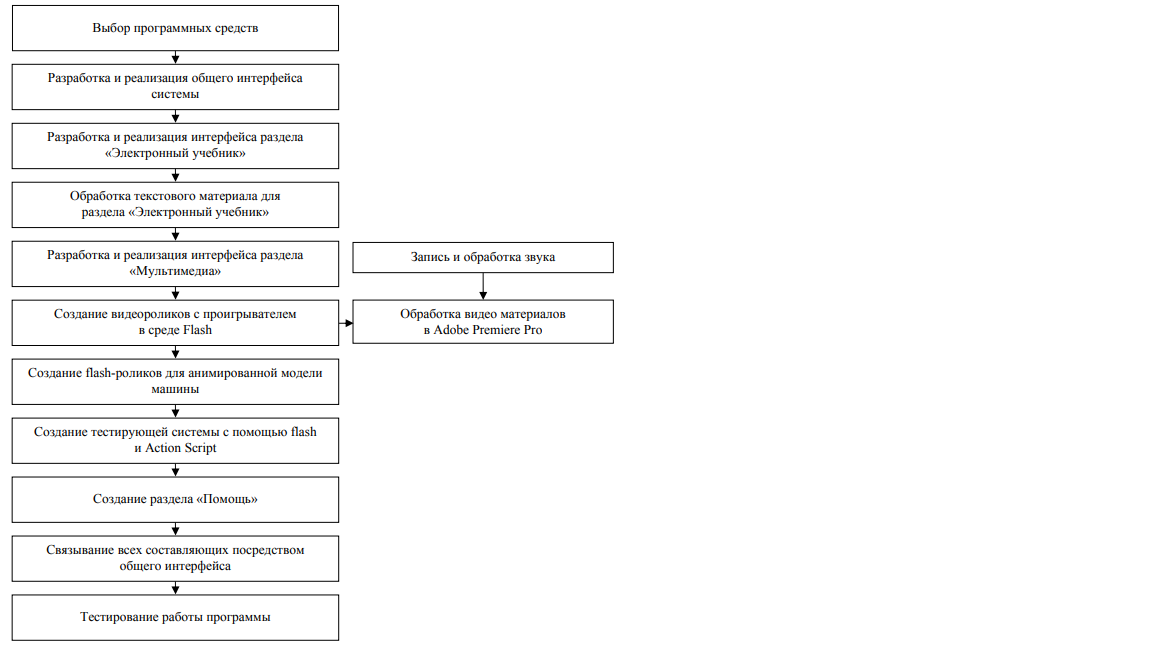 Выбор программных средств
Разработка и реализация общего интерфейса
системы
Разработка и реализация интерфейса раздела
«Электронный учебник»
Обработка текстового материала для
раздела «Электронный учебник»
Разработка и реализация интерфейса раздела
«Мультимедиа»
Запись и обработка звука
Создание видеороликов с проигрывателем
в среде Flash
Обработка видео материалов
в Adobe Premiere Pro
Создание flash-роликов для анимированной модели
машины
Создание тестирующей системы с помощью flash
и Action Script
Создание раздела «Помощь»
Связывание всех составляющих посредством
общего интерфейса
Тестирование работы программы